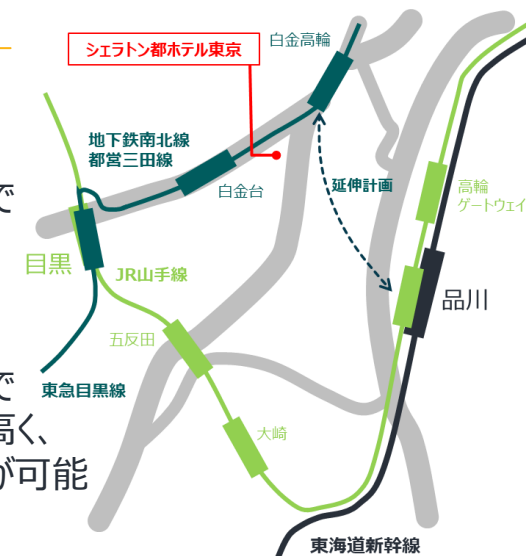 シェラトン都ホテル東京
白金高輪
地下鉄南北線
都営三田線
白金台
延伸計画
高輪
ゲートウェイ
で
目黒
JR山手線
品川
五反田
で
東急目黒線
高く、
大崎
が可能
東海道新幹線